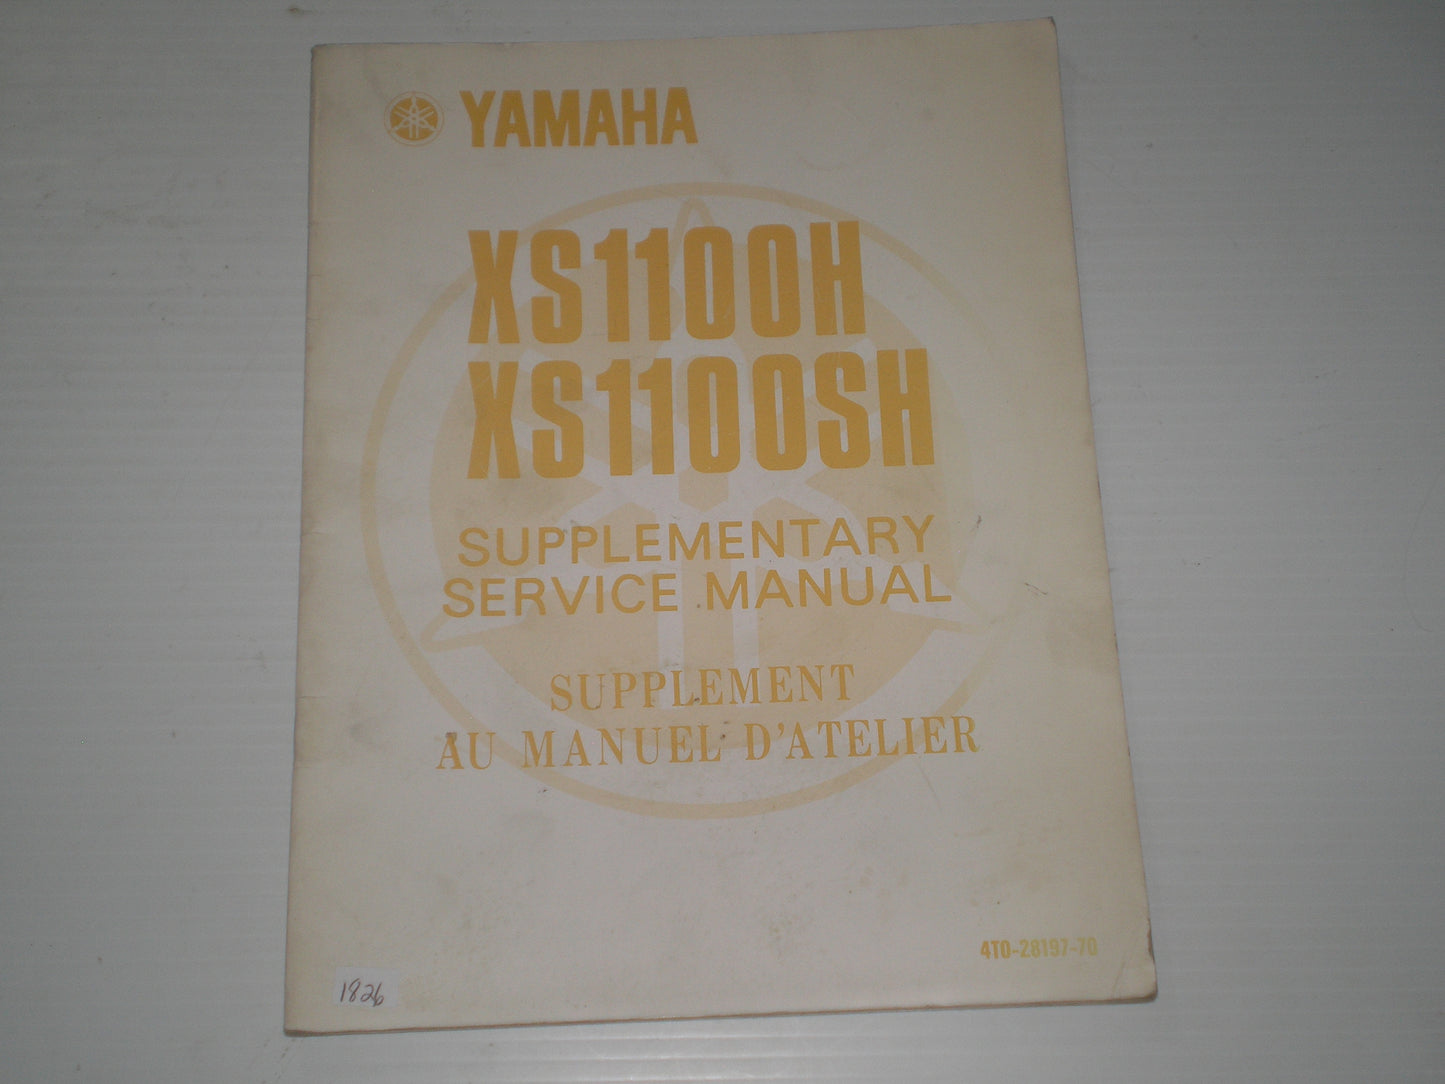 YAMAHA
XS1100H
XS1100SH
SUPPLEMENTARY
SERVICE MANUAL
SUPPLEMENT
AU MANUEL D'ATELIER
4T0-28197-70
1826